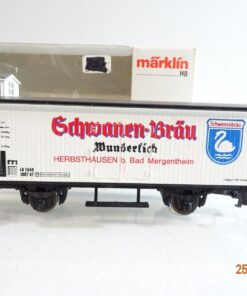 märklin
HO
Schwanen-Bräu
Wunderlich
HERBSTHAUSEN b. Bad Mergentheim
Schwanenbräu
25